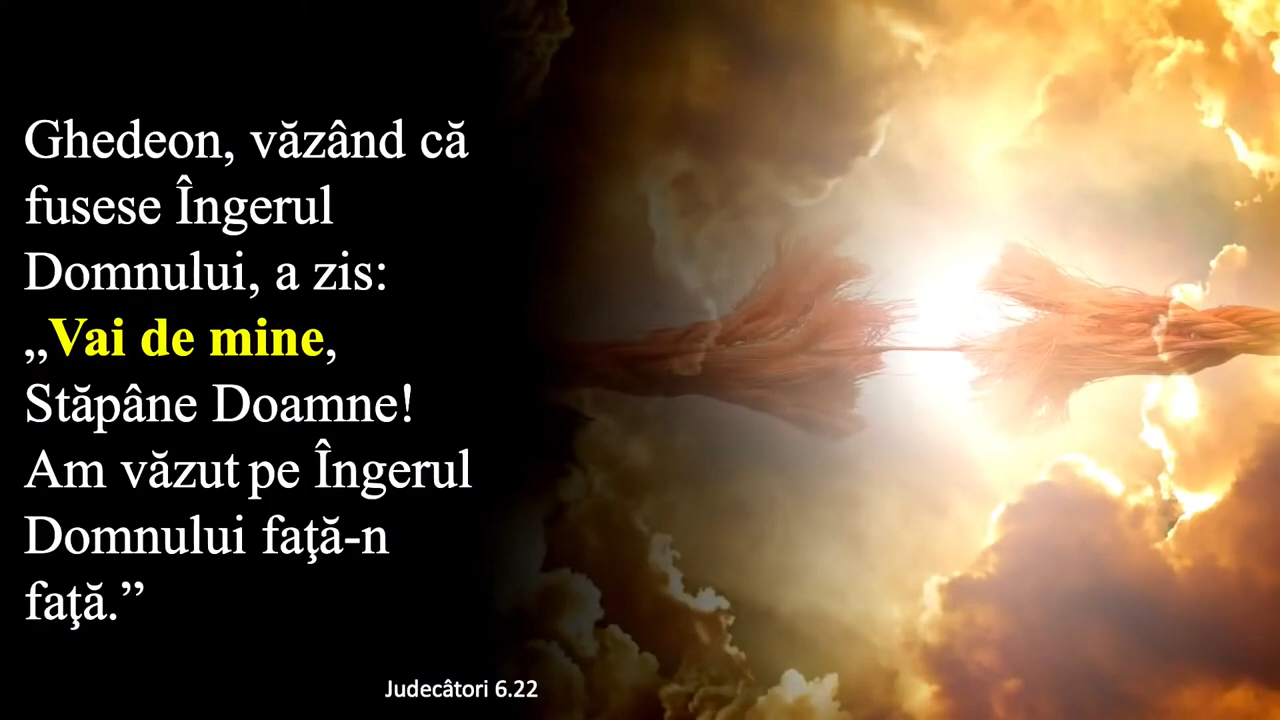 Ghedeon, văzând că
fusese Îngerul
Domnului, a zis:
„Vai de mine,
Stăpâne Doamne!
Am văzut pe Îngerul
Domnului faţă-n
faţă.”
Judecâtori 6.22